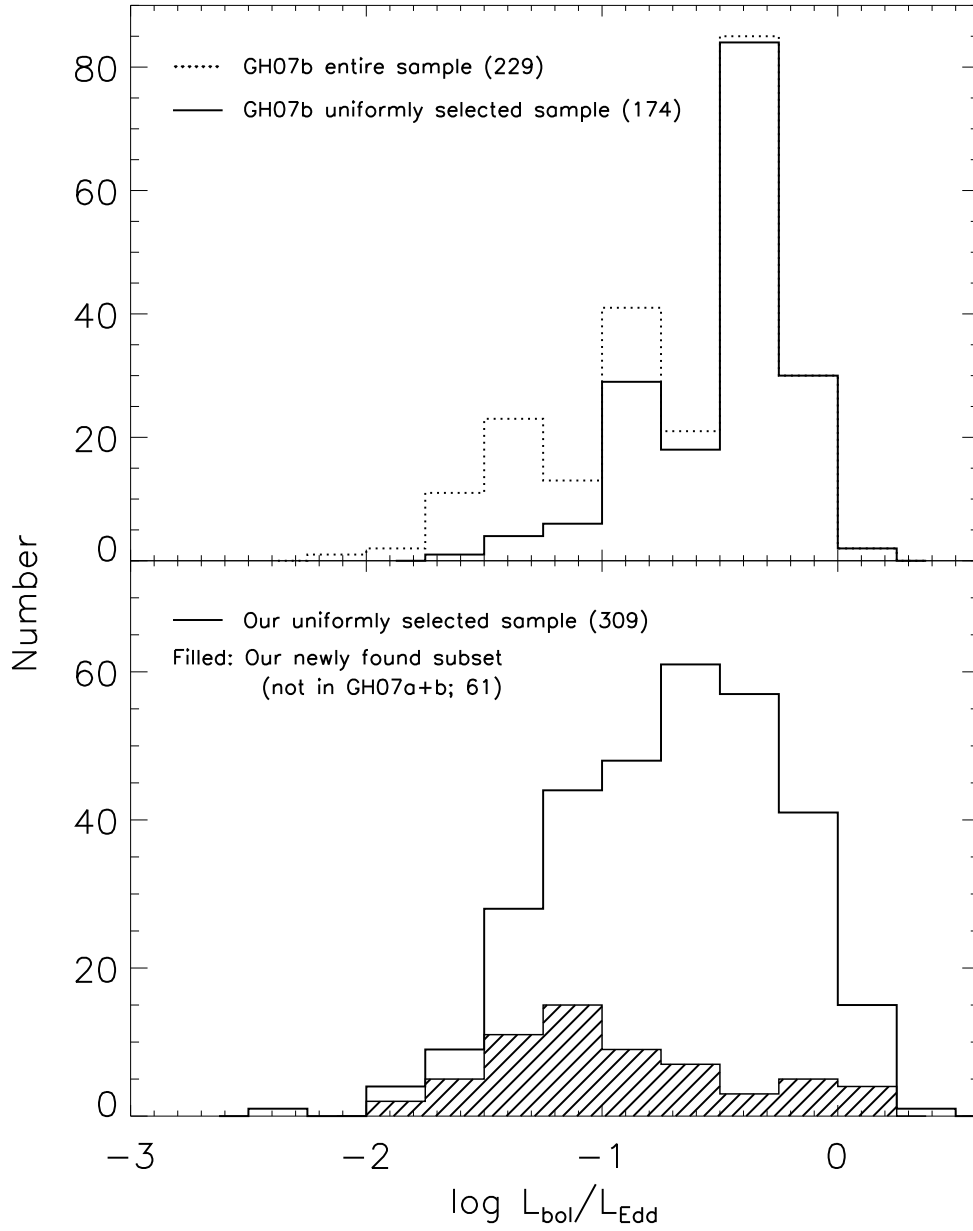 80
GH07b entire sample (229)
GH07b uniformly selected sample (174)
60
40
20
0
Number
Our uniformly selected sample (309)
Filled: Our newly found subset
(not in GH07a+b; 61)
60
40
20
0
−3 −2 −1 0
log L_bol/L_Edd